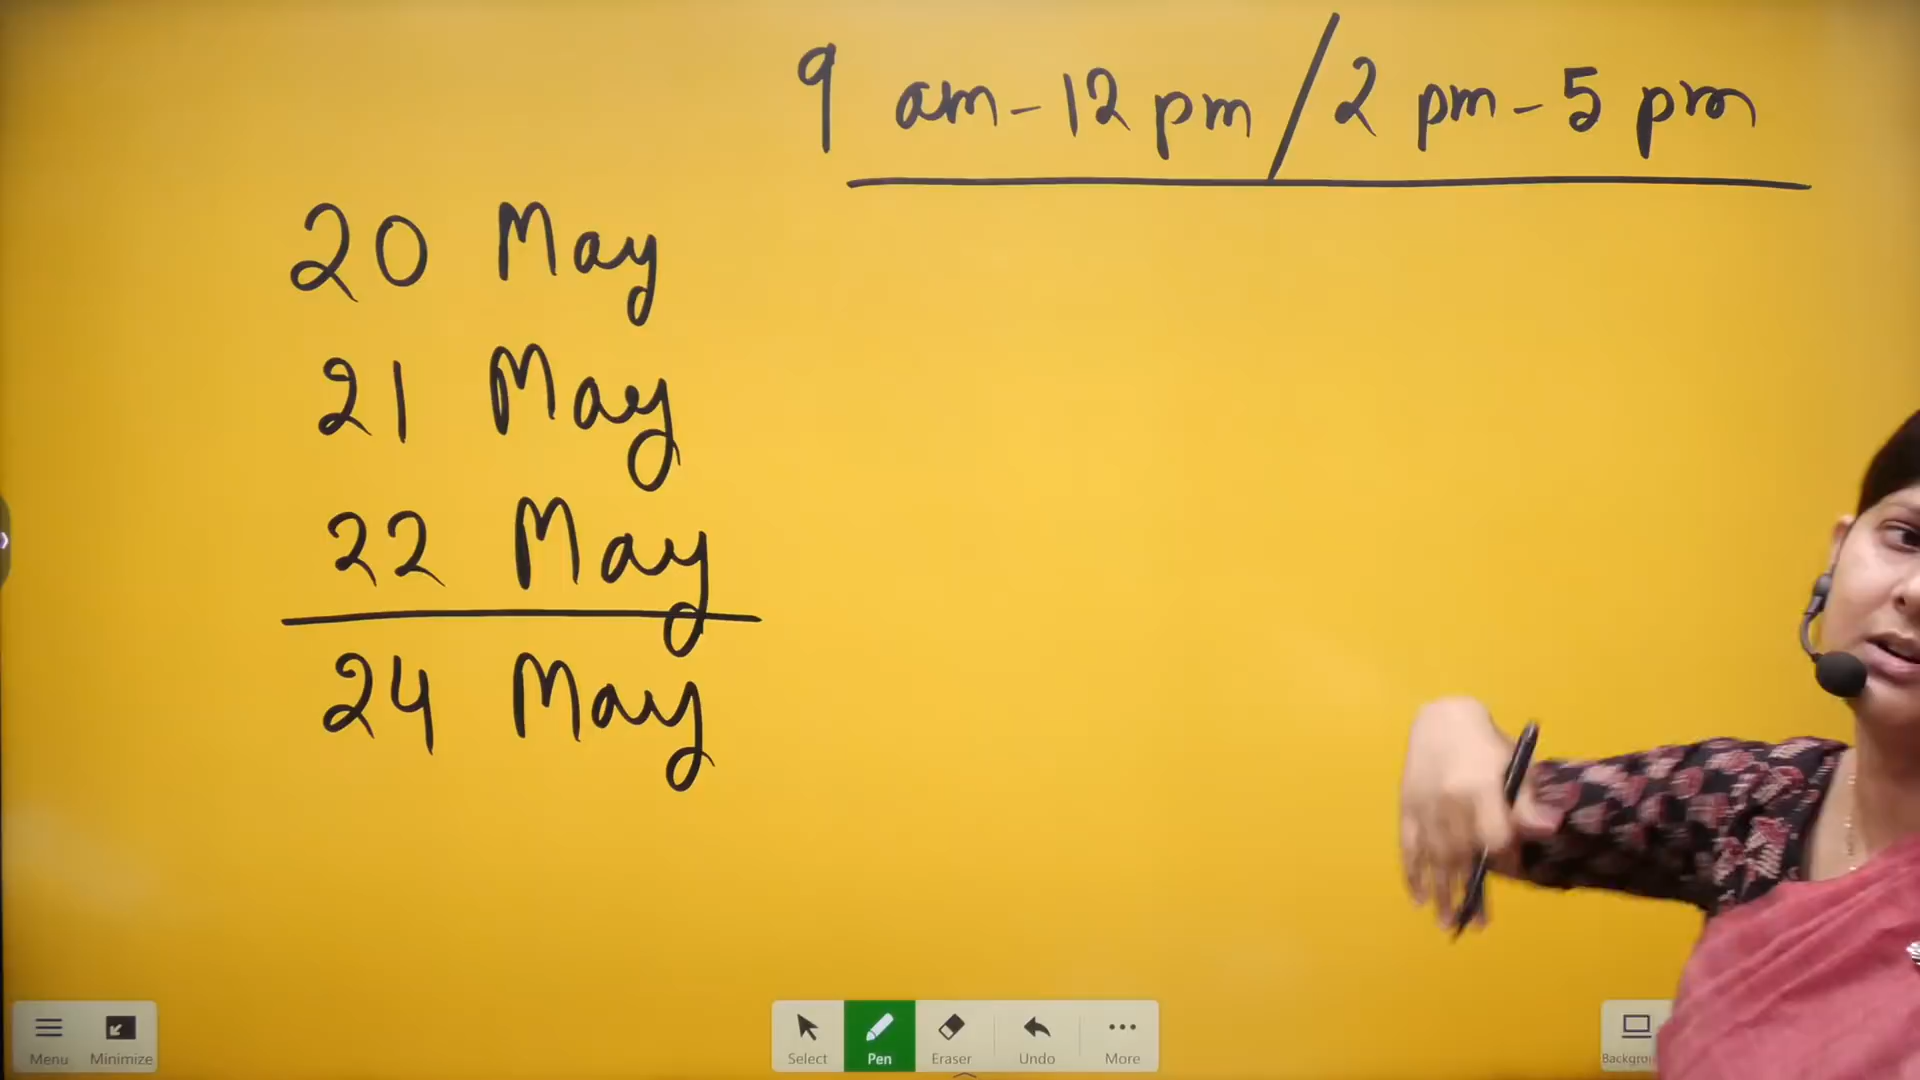 9 am - 12 pm / 2 pm - 5 pm
20 May
21 May
22 May
24 May
Menu
Minimize
Select
Pen
Eraser
Undo
More